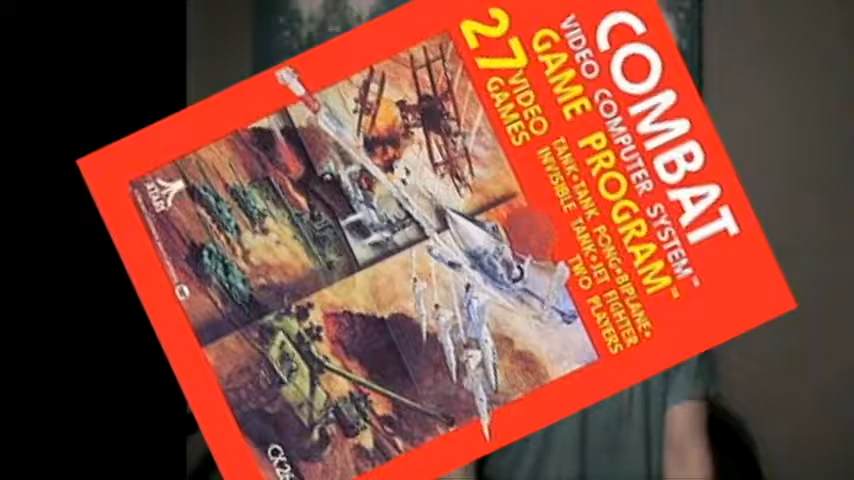 COMBAT
VIDEO COMPUTER SYSTEM™
GAME PROGRAM™
27 VIDEO GAMES
TANK•TANK PONG•BIPLANE•
INVISIBLE TANK•JET FIGHTER
TWO PLAYERS
ATARI